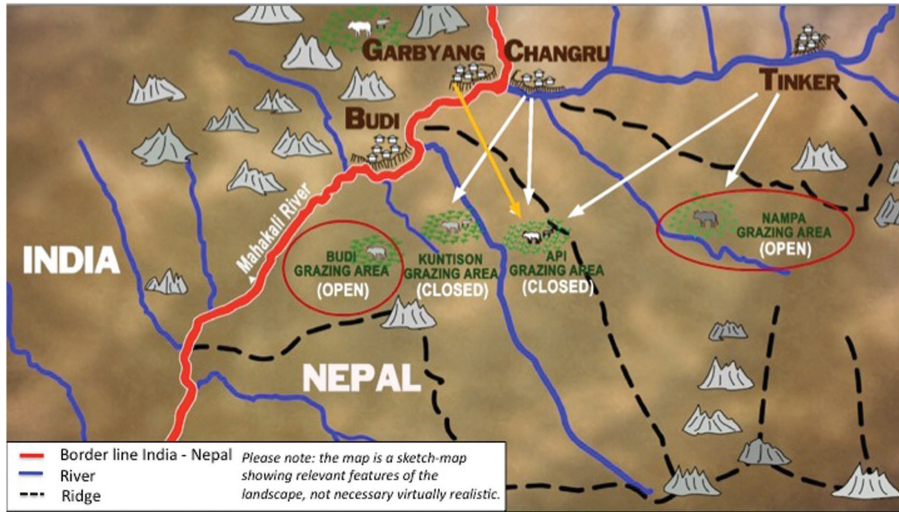 GARBYANG
CHANGRU
TINKER
BUDI
Mahakali River
INDIA
BUDI
GRAZING AREA
(OPEN)
KUNTISON
GRAZING AREA
(CLOSED)
API
GRAZING AREA
(CLOSED)
NAMPA
GRAZING AREA
(OPEN)
NEPAL
Border line India - Nepal
River
Ridge
Please note: the map is a sketch-map
showing relevant features of the
landscape, not necessary virtually realistic.